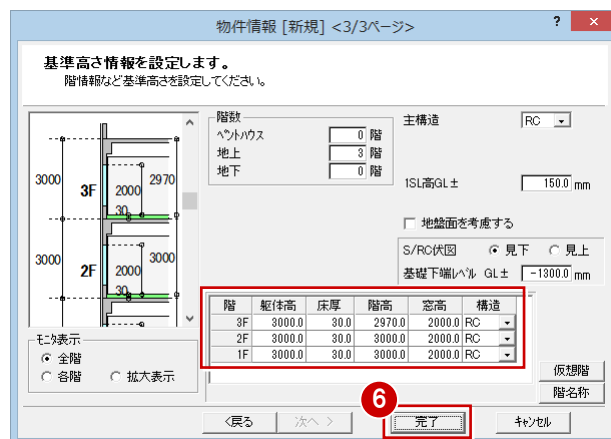 物件情報 [新規] <3/3ページ>
? ×
基準高さ情報を設定します。
階情報など基準高さを設定してください。
3000 3F 2000 2970
30
3000 2F 2000 3000
30
階数
ペントハウス 0 階
地上 3 階
地下 0 階
主構造 RC
1SL高GL± 150.0 mm
地盤面を考慮する
S/RC伏図 見下 見上
基礎下端レベル GL± -1300.0 mm
階 躯体高 床厚 階高 窓高 構造
3F 3000.0 30.0 2970.0 2000.0 RC
2F 3000.0 30.0 3000.0 2000.0 RC
1F 3000.0 30.0 3000.0 2000.0 RC
モニタ表示
全階
各階 拡大表示
仮想階
階名称
6
<戻る 次へ > 完了 キャンセル